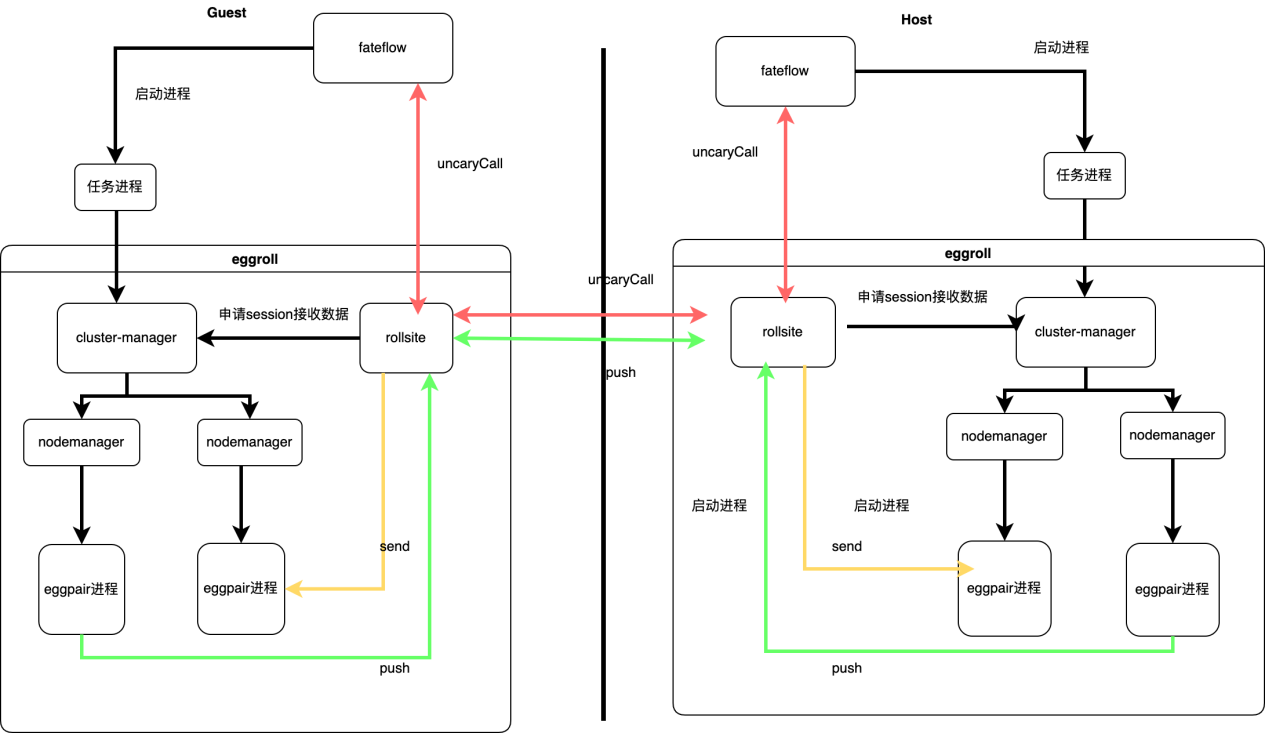 Guest
fateflow
启动进程
uncaryCall
任务进程
eggroll
cluster-manager
申请session接收数据
rollsite
nodemanager
nodemanager
eggpair进程
eggpair进程
send
push
uncaryCall
push
Host
fateflow
启动进程
uncaryCall
任务进程
eggroll
rollsite
申请session接收数据
cluster-manager
nodemanager
nodemanager
启动进程
启动进程
send
eggpair进程
eggpair进程
push